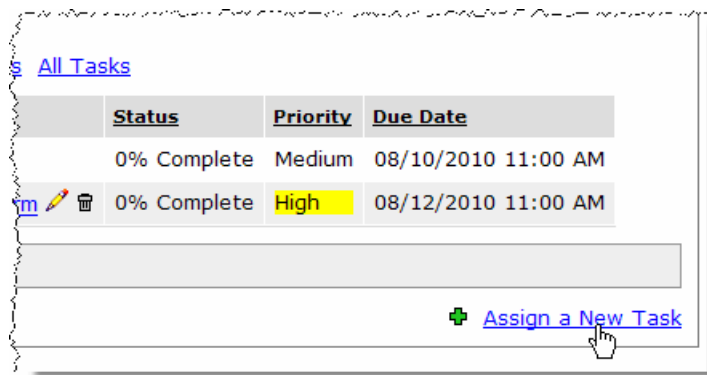 s All Tasks
Status Priority Due Date
0% Complete Medium 08/10/2010 11:00 AM
rm 0% Complete High 08/12/2010 11:00 AM
Assign a New Task